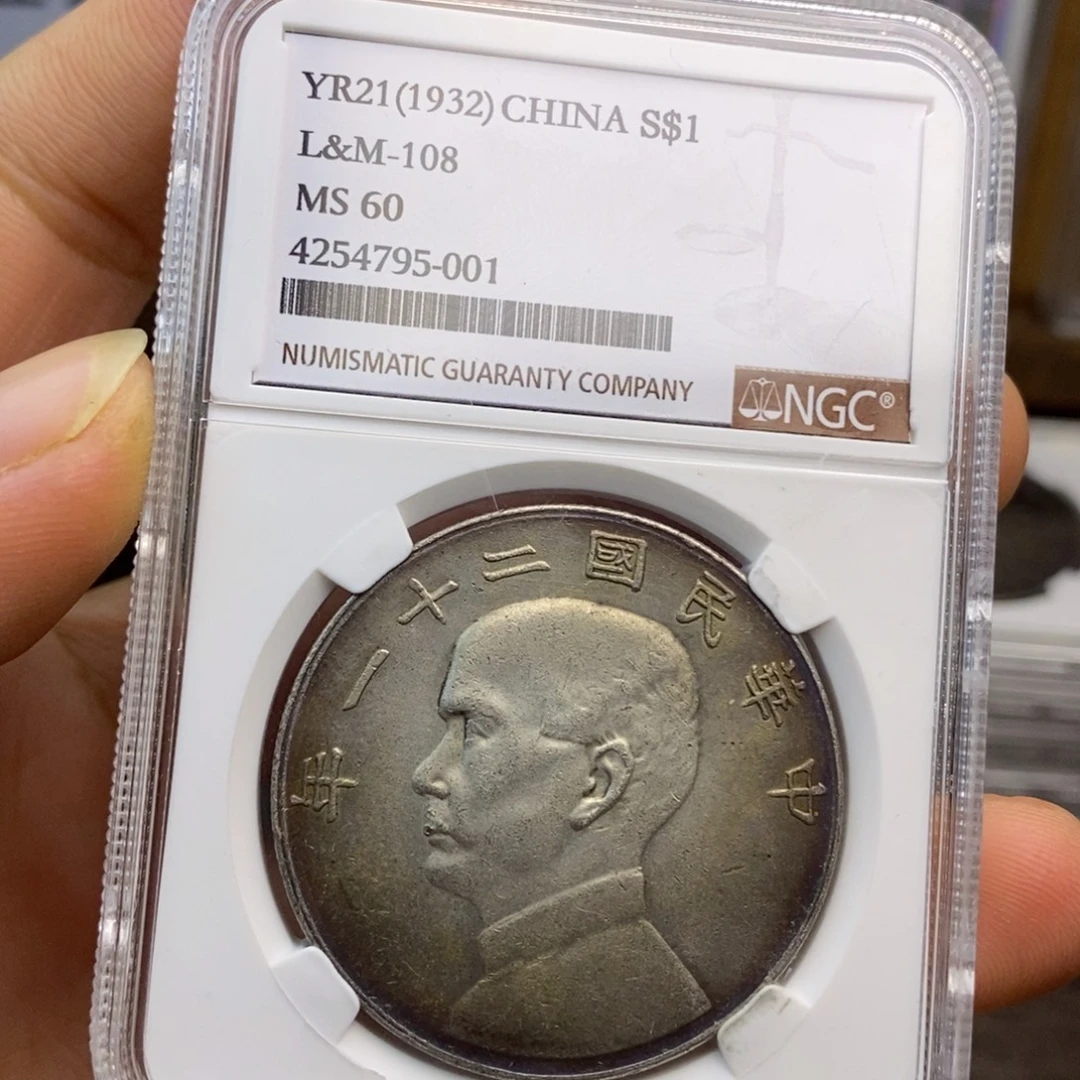 YR21(1932) CHINA S$1
L&M-108
MS 60
4254795-001
NUMISMATIC GUARANTY COMPANY
NGC®
中華民國二十一年